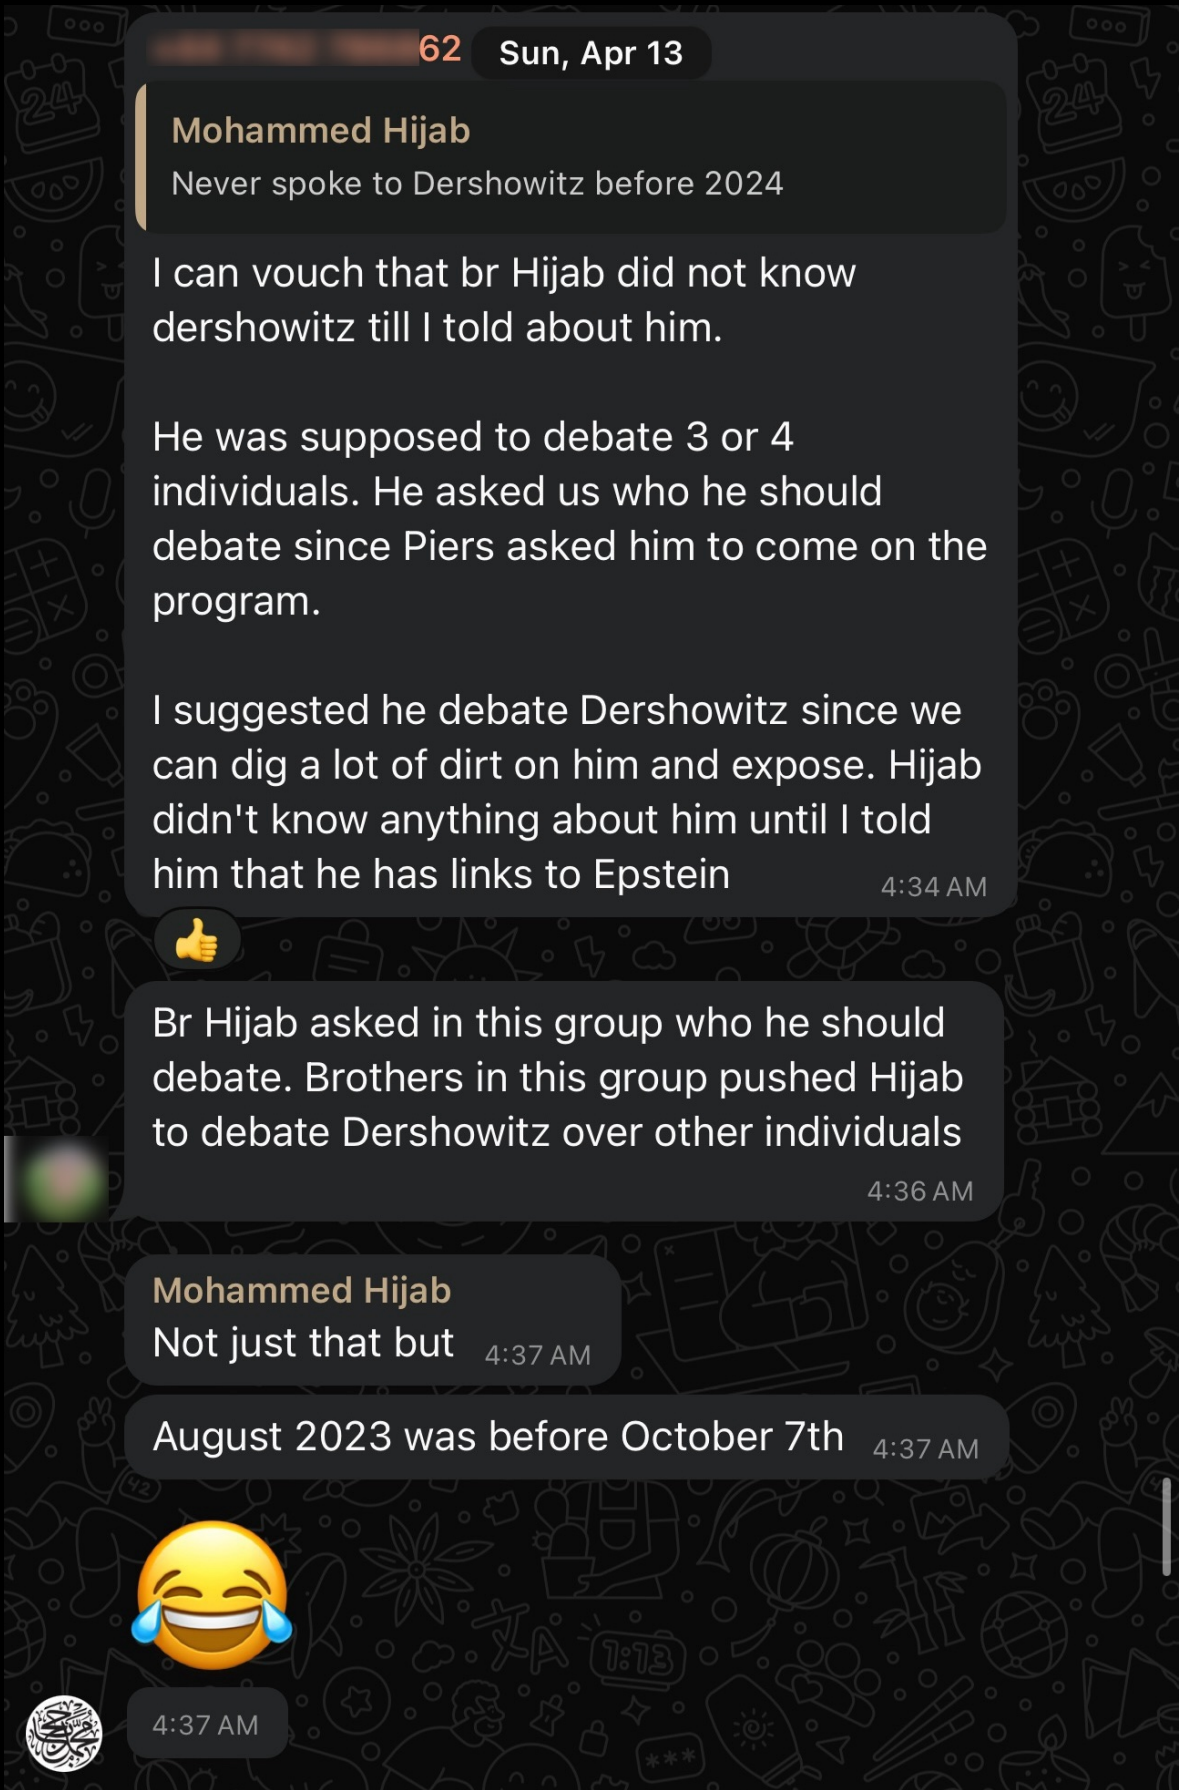 62
Sun, Apr 13
Mohammed Hijab
Never spoke to Dershowitz before 2024
I can vouch that br Hijab did not know
dershowitz till I told about him.
He was supposed to debate 3 or 4
individuals. He asked us who he should
debate since Piers asked him to come on the
program.
I suggested he debate Dershowitz since we
can dig a lot of dirt on him and expose. Hijab
didn't know anything about him until I told
him that he has links to Epstein
4:34 AM
Br Hijab asked in this group who he should
debate. Brothers in this group pushed Hijab
to debate Dershowitz over other individuals
4:36 AM
Mohammed Hijab
Not just that but 4:37 AM
August 2023 was before October 7th 4:37 AM
4:37 AM